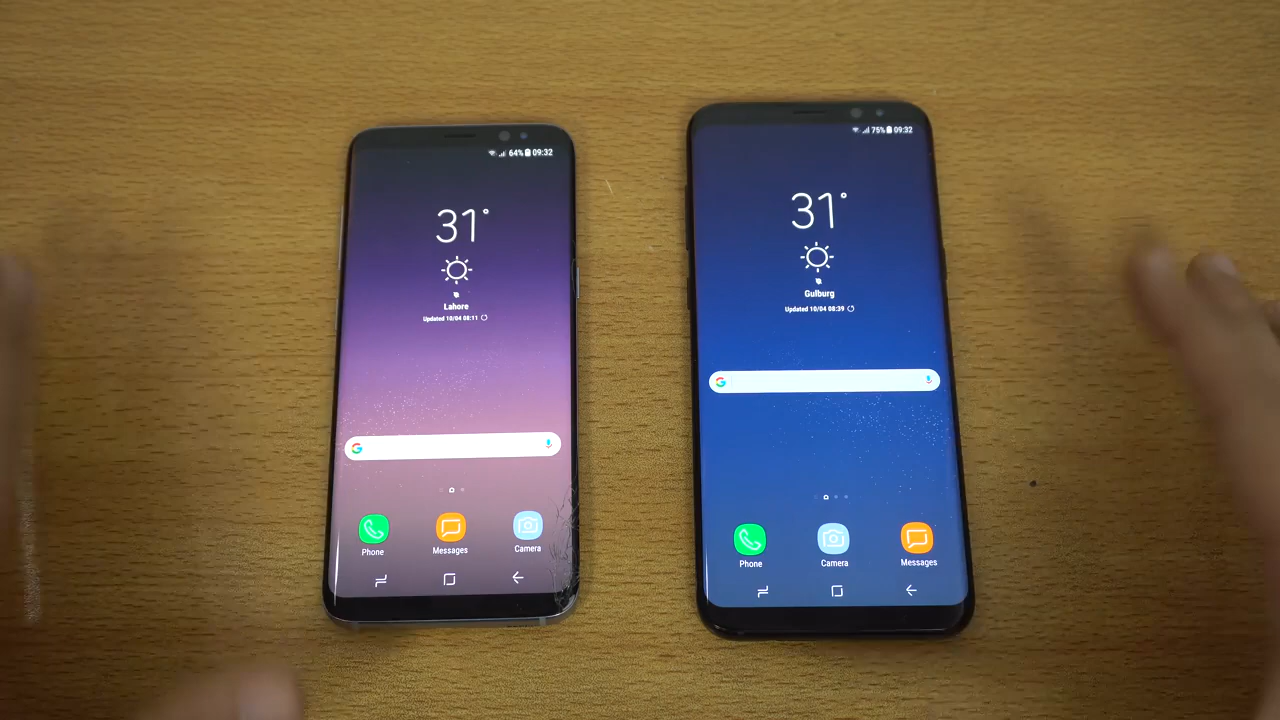 64% 09:32
31°
Lahore
Updated 10/04 08:11
G
Phone
Messages
Camera
75% 09:32
31°
Gulburg
Updated 10/04 08:39
G
Phone
Camera
Messages